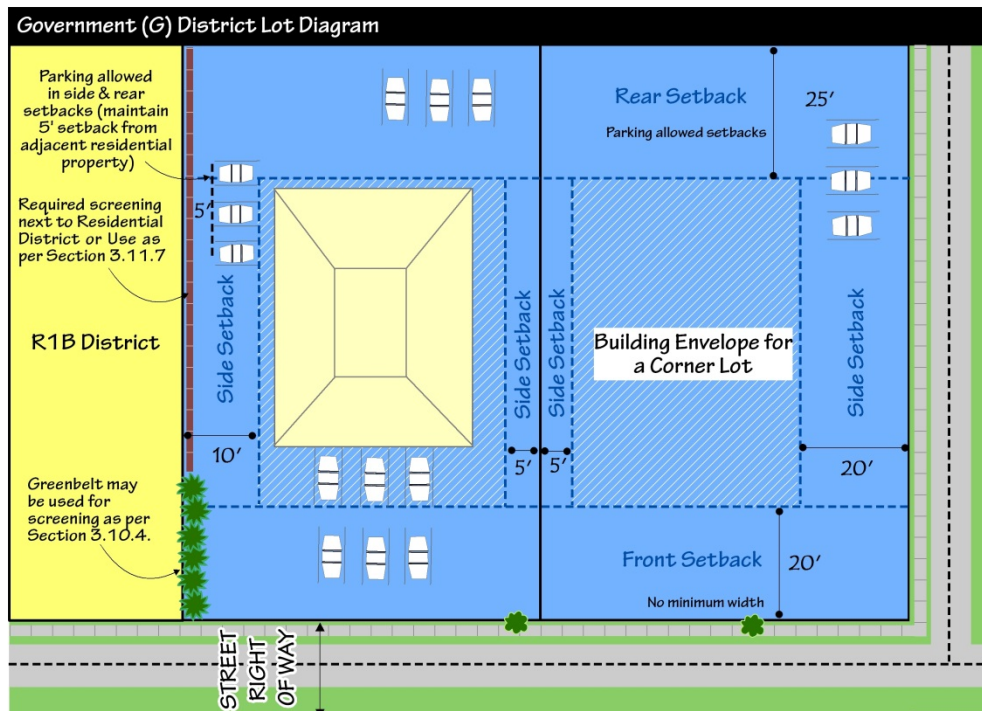 Government (G) District Lot Diagram
Parking allowed
in side & rear
setbacks (maintain
5' setback from
adjacent residential
property)
5'
Required screening
next to Residential
District or Use as
per Section 3.11.7
R1B District
Greenbelt may
be used for
screening as per
Section 3.10.4.
Side Setback
10'
Side Setback
5'
Side Setback
5'
Rear Setback
Parking allowed setbacks
25'
Building Envelope for
a Corner Lot
Side Setback
20'
Front Setback
20'
No minimum width
STREET
RIGHT
OF WAY